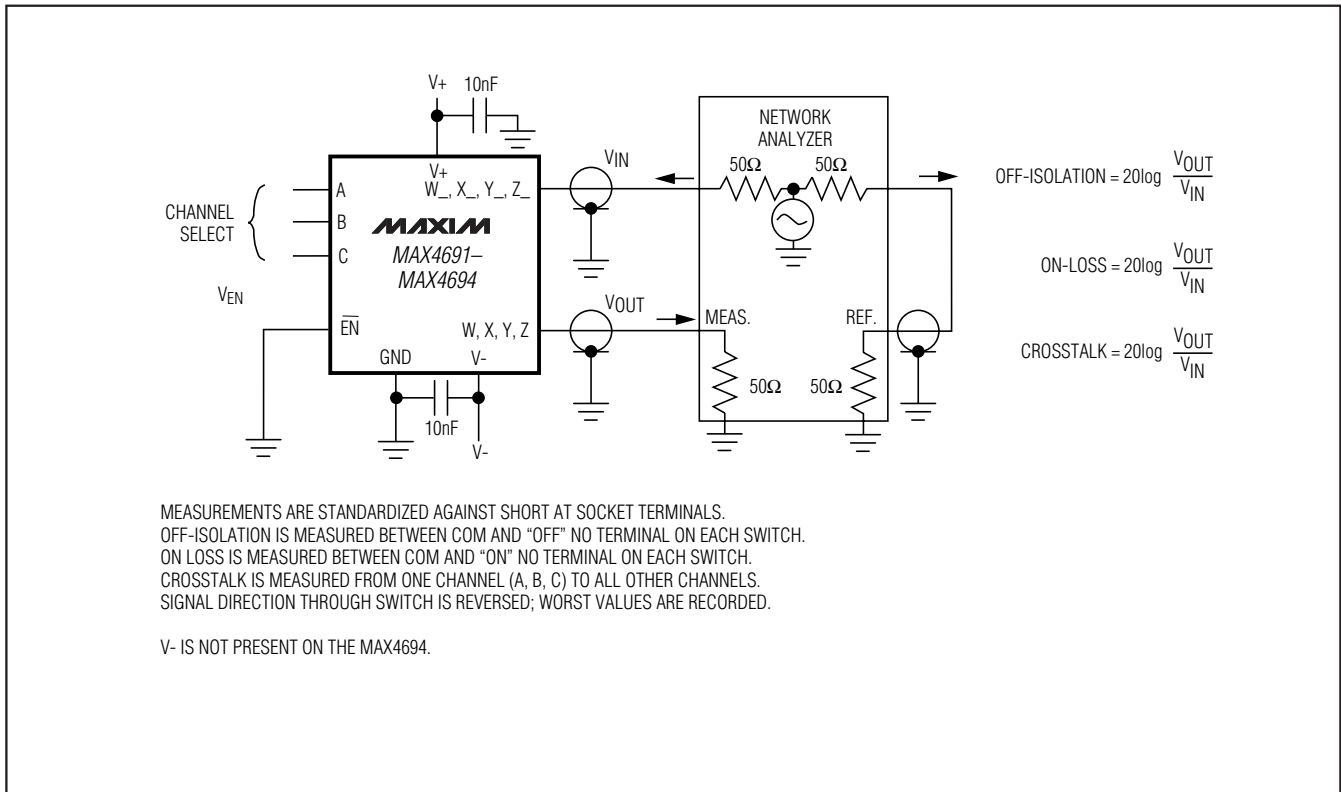 V+ 10nF
V+
W_, X_, Y_, Z_
CHANNEL
SELECT
A
B
C
MAXIM
MAX4691–
MAX4694
VEN
EN
W, X, Y, Z
GND
V-
10nF
V-
VIN
VOUT
NETWORK
ANALYZER
50Ω 50Ω
MEAS. REF.
50Ω 50Ω
OFF-ISOLATION = 20log VOUT/VIN
ON-LOSS = 20log VOUT/VIN
CROSSTALK = 20log VOUT/VIN
MEASUREMENTS ARE STANDARDIZED AGAINST SHORT AT SOCKET TERMINALS.
OFF-ISOLATION IS MEASURED BETWEEN COM AND “OFF” NO TERMINAL ON EACH SWITCH.
ON LOSS IS MEASURED BETWEEN COM AND “ON” NO TERMINAL ON EACH SWITCH.
CROSSTALK IS MEASURED FROM ONE CHANNEL (A, B, C) TO ALL OTHER CHANNELS.
SIGNAL DIRECTION THROUGH SWITCH IS REVERSED; WORST VALUES ARE RECORDED.
V- IS NOT PRESENT ON THE MAX4694.